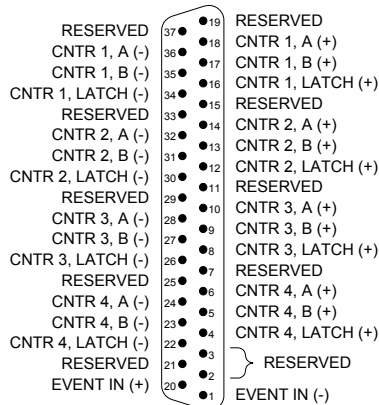 RESERVED 37 19 RESERVED
CNTR 1, A (-) 36 18 CNTR 1, A (+)
CNTR 1, B (-) 35 17 CNTR 1, B (+)
CNTR 1, LATCH (-) 34 16 CNTR 1, LATCH (+)
RESERVED 33 15 RESERVED
CNTR 2, A (-) 32 14 CNTR 2, A (+)
CNTR 2, B (-) 31 13 CNTR 2, B (+)
CNTR 2, LATCH (-) 30 12 CNTR 2, LATCH (+)
RESERVED 29 11 RESERVED
CNTR 3, A (-) 28 10 CNTR 3, A (+)
CNTR 3, B (-) 27 9 CNTR 3, B (+)
CNTR 3, LATCH (-) 26 8 CNTR 3, LATCH (+)
RESERVED 25 7 RESERVED
CNTR 4, A (-) 24 6 CNTR 4, A (+)
CNTR 4, B (-) 23 5 CNTR 4, B (+)
CNTR 4, LATCH (-) 22 4 CNTR 4, LATCH (+)
RESERVED 21 3 RESERVED
EVENT IN (+) 20 2
1 EVENT IN (-)